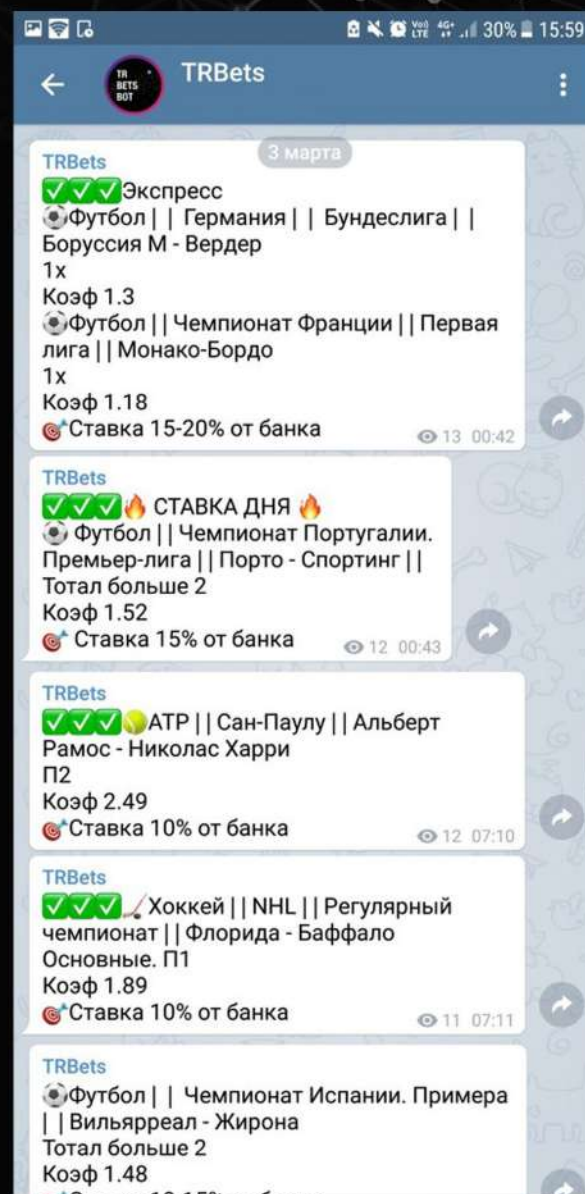 30% 15:59
TR
BETS
BOT
TRBets
3 марта
TRBets
Экспресс
Футбол | | Германия | | Бундеслига | |
Боруссия М - Вердер
1x
Коэф 1.3
Футбол | | Чемпионат Франции | | Первая
лига | | Монако-Бордо
1x
Коэф 1.18
Ставка 15-20% от банка
13 00:42
TRBets
СТАВКА ДНЯ
Футбол | | Чемпионат Португалии.
Премьер-лига | | Порто - Спортинг | |
Тотал больше 2
Коэф 1.52
Ставка 15% от банка
12 00:43
TRBets
ATP | | Сан-Паулу | | Альберт
Рамос - Николас Харри
П2
Коэф 2.49
Ставка 10% от банка
12 07:10
TRBets
Хоккей | | NHL | | Регулярный
чемпионат | | Флорида - Баффало
Основные. П1
Коэф 1.89
Ставка 10% от банка
11 07:11
TRBets
Футбол | | Чемпионат Испании. Примера
| | Вильярреал - Жирона
Тотал больше 2
Коэф 1.48